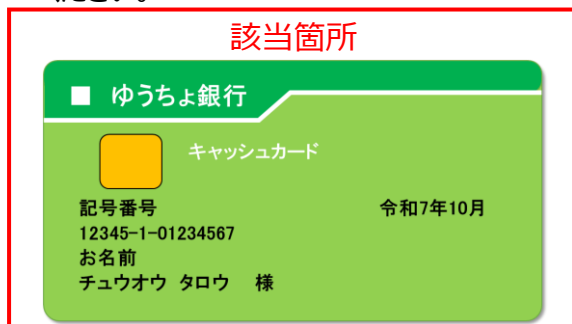 該当箇所
ゆうちょ銀行
キャッシュカード
記号番号 令和7年10月
12345-1-01234567
お名前
チュウオウ タロウ 様